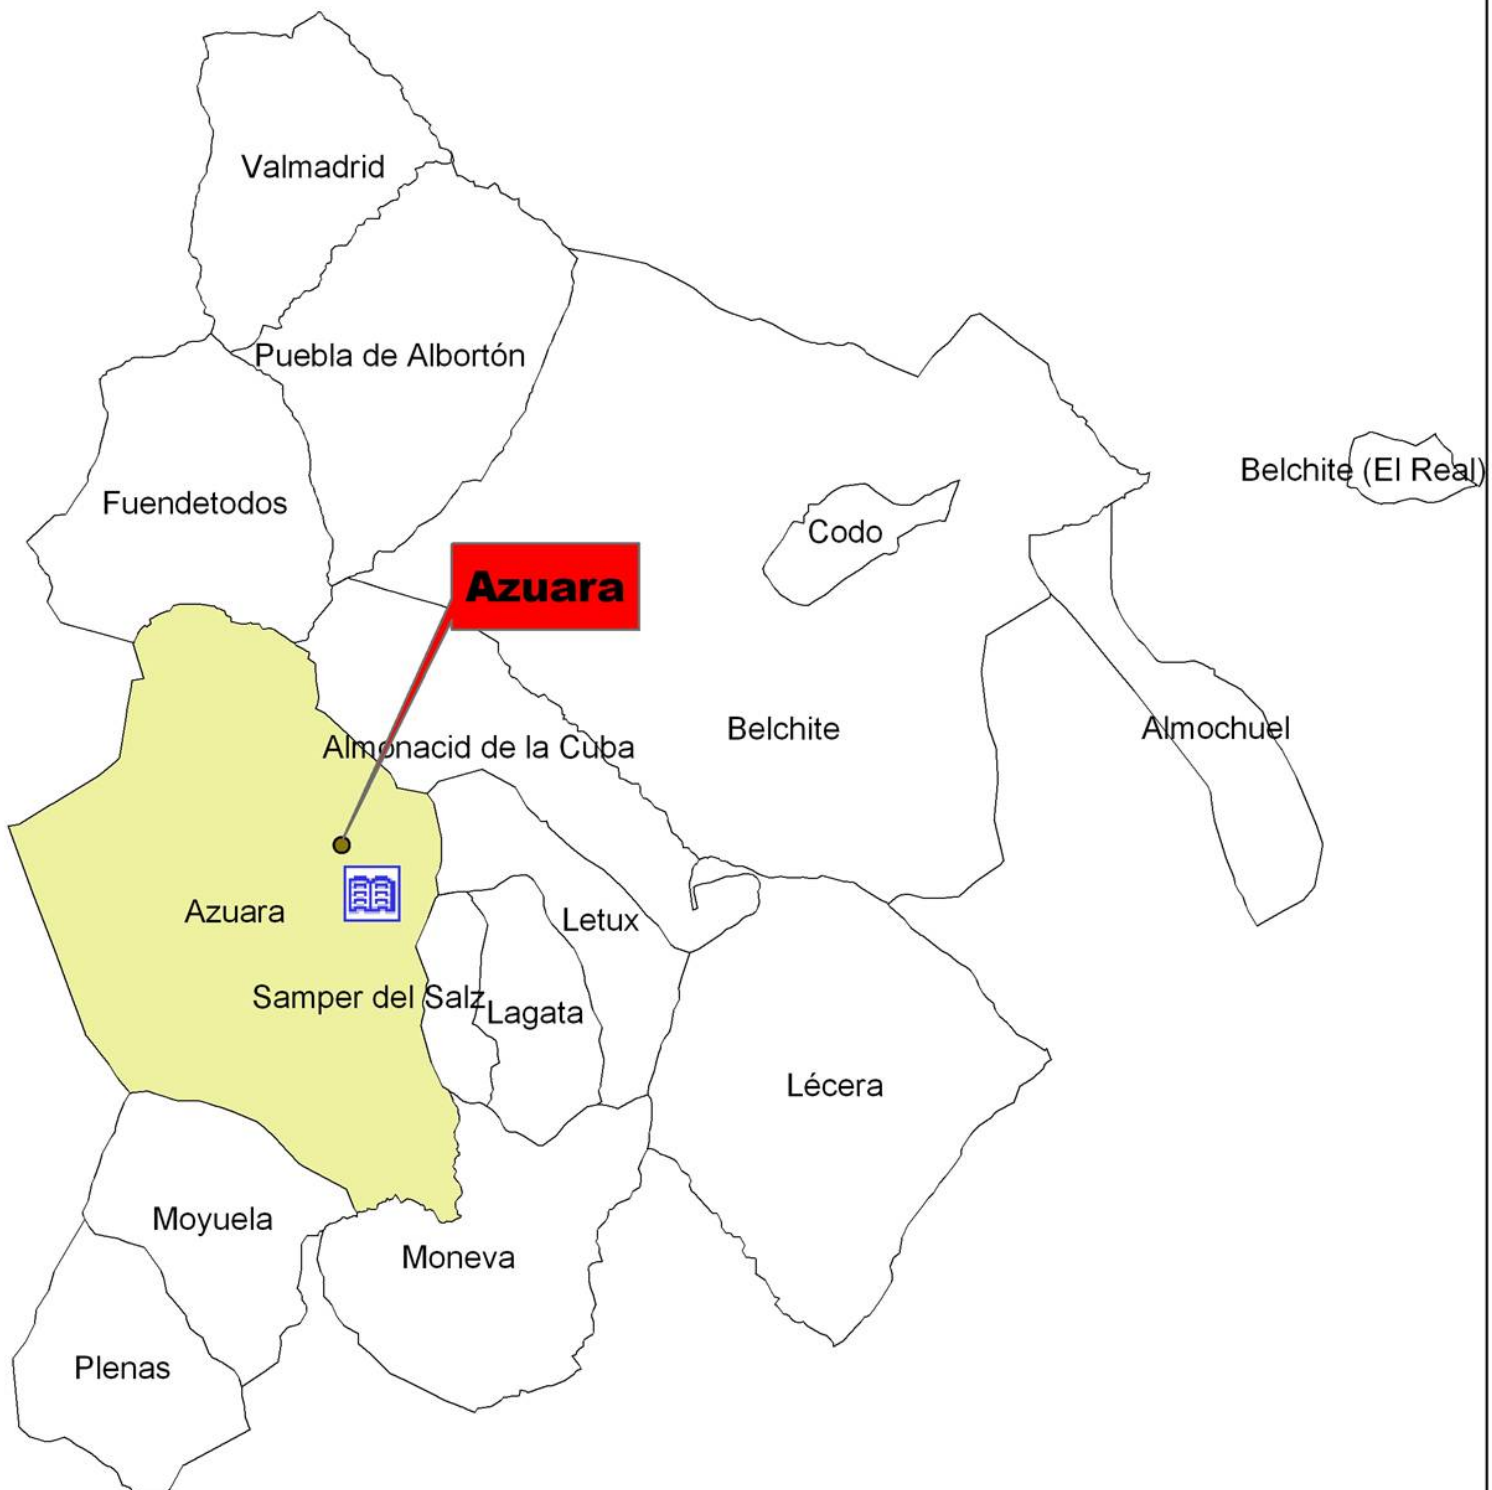 Valmadrid
Puebla de Albortón
Belchite (El Real)
Fuendetodos
Codo
Azuara
Belchite
Almochuel
Almonacid de la Cuba
Azuara
Letux
Samper del Salz
Lagata
Lécera
Moyuela
Moneva
Plenas